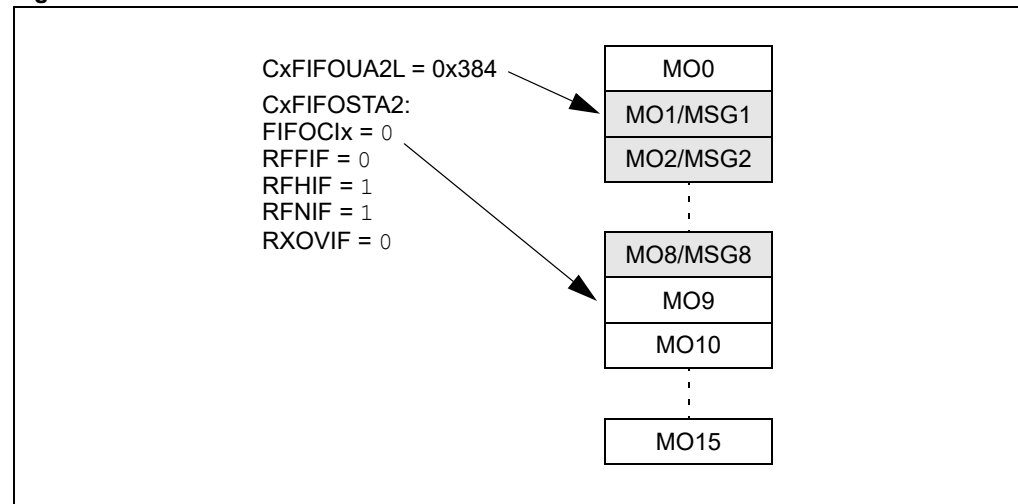 CxFIFOUA2L = 0x384
CxFIFOSTA2:
FIFOCIx = 0
RFFIF = 0
RFHIF = 1
RFNIF = 1
RXOVIF = 0
MO0
MO1/MSG1
MO2/MSG2
MO8/MSG8
MO9
MO10
MO15